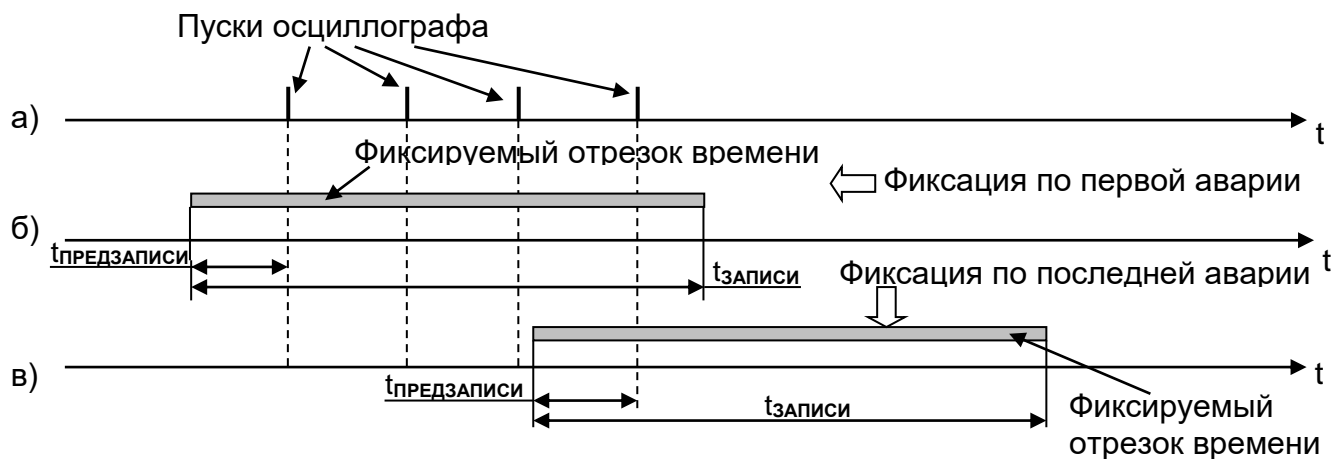 Пуски осциллографа
а)
t
Фиксируемый отрезок времени
Фиксация по первой аварии
б)
tПРЕДЗАПИСИ
t
tЗАПИСИ
Фиксация по последней аварии
в)
t
tПРЕДЗАПИСИ
tЗАПИСИ
Фиксируемый
отрезок времени